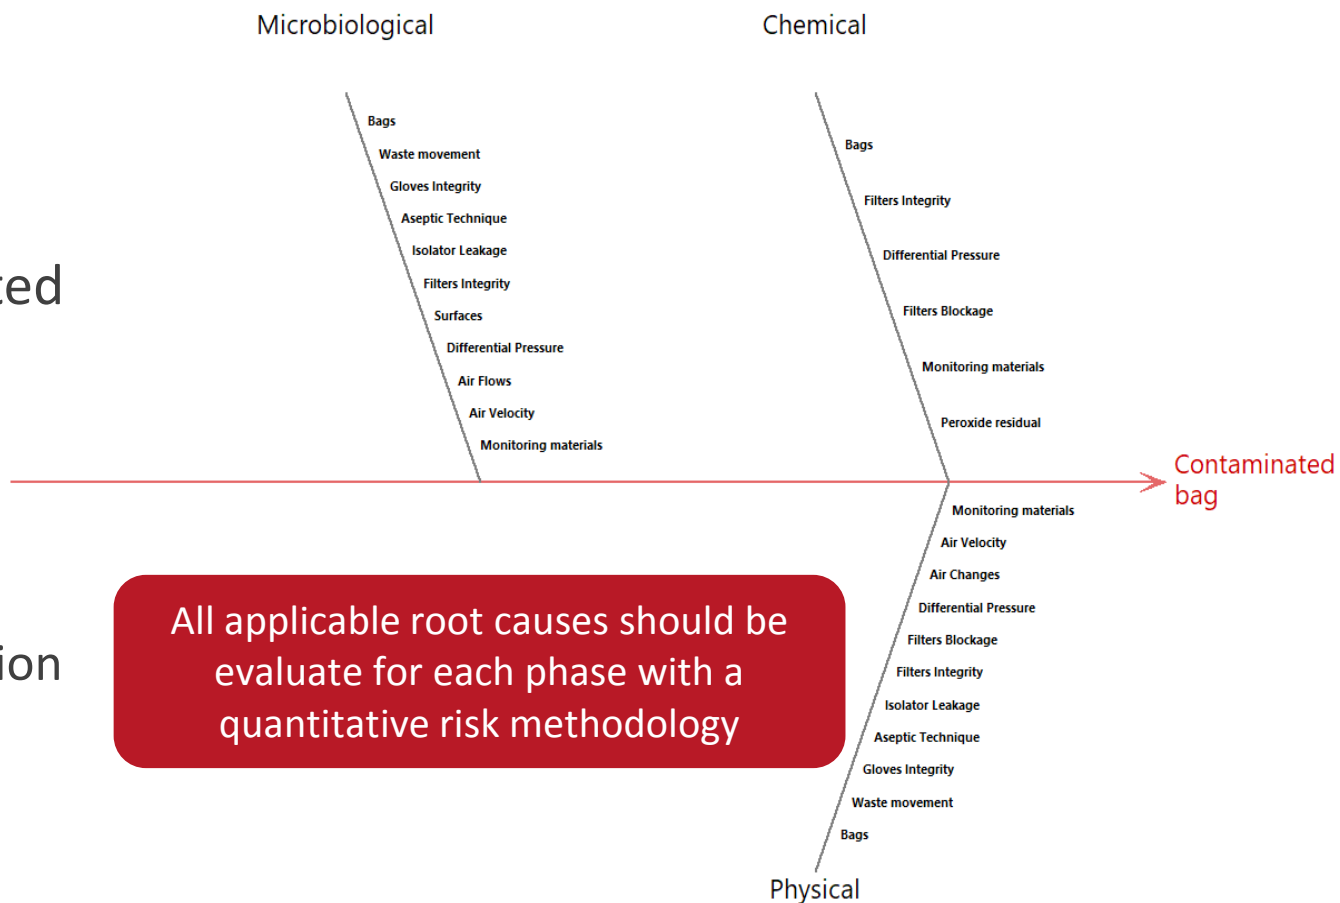 Microbiological
Chemical
Bags
Waste movement
Gloves Integrity
Aseptic Technique
Isolator Leakage
Filters Integrity
Surfaces
Differential Pressure
Air Flows
Air Velocity
Monitoring materials
Bags
Filters Integrity
Differential Pressure
Filters Blockage
Monitoring materials
Peroxide residual
ted
Contaminated
bag
Monitoring materials
Air Velocity
Air Changes
Differential Pressure
Filters Blockage
Filters Integrity
Isolator Leakage
Aseptic Technique
Gloves Integrity
Waste movement
Bags
Physical
ion
All applicable root causes should be
evaluate for each phase with a
quantitative risk methodology